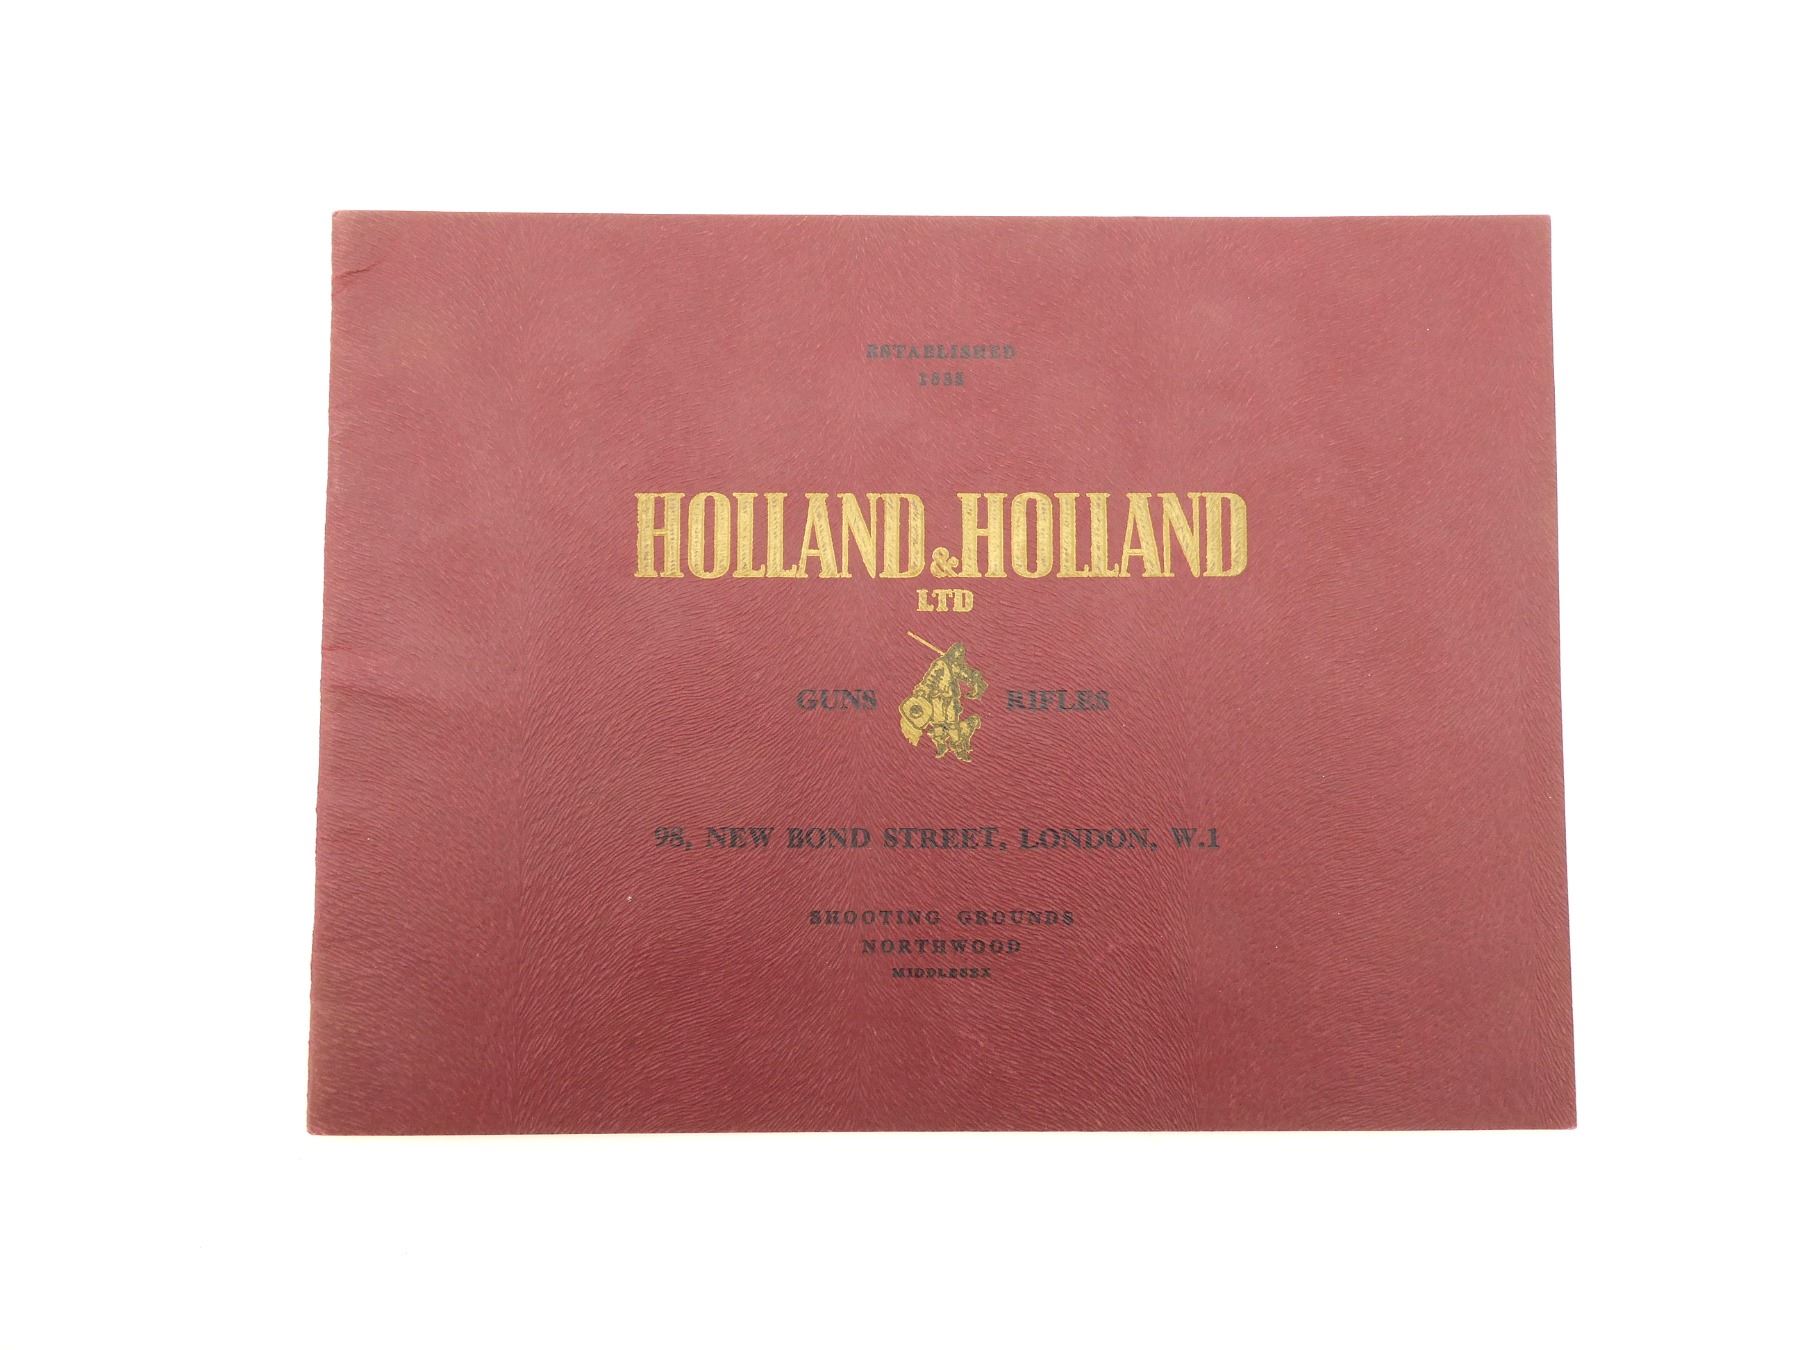 ESTABLISHED
1835
HOLLAND & HOLLAND
LTD
GUNS RIFLES
98, NEW BOND STREET, LONDON, W.1
SHOOTING GROUNDS
NORTHWOOD
MIDDLESEX